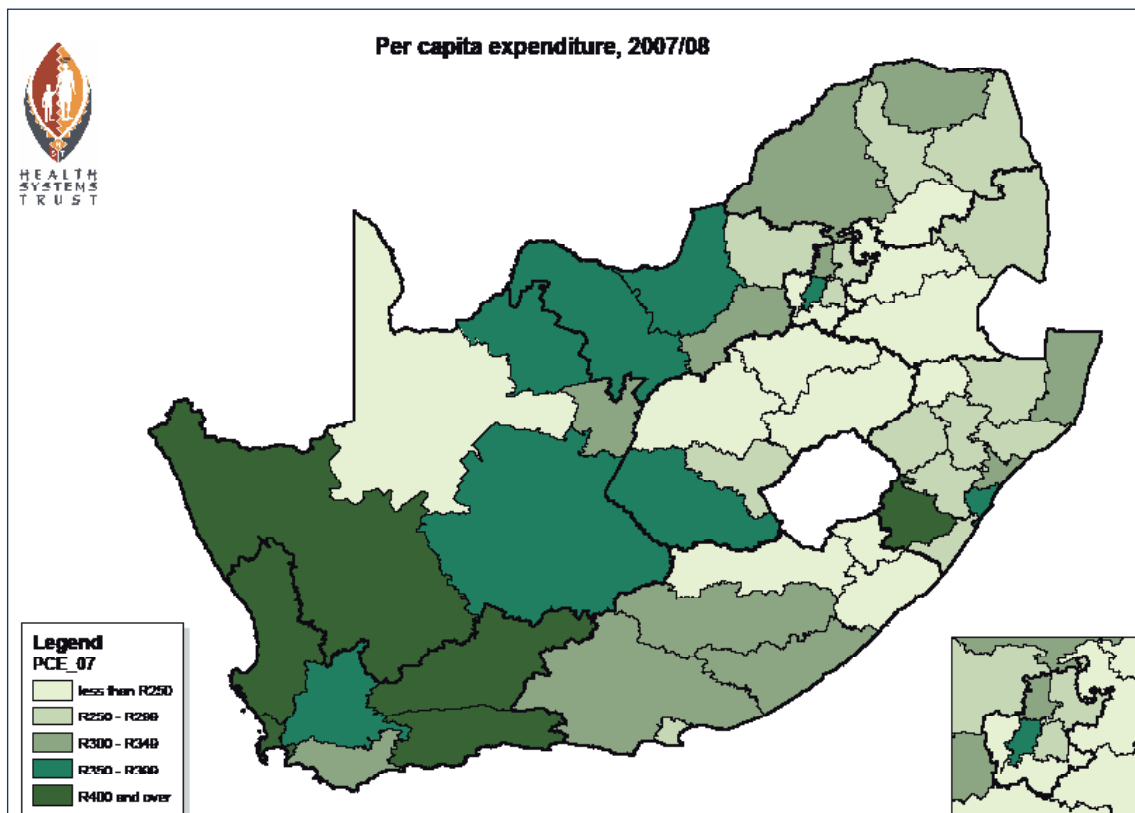 Per capita expenditure, 2007/08
H S T
HEALTH
SYSTEMS
TRUST
Legend
PCE_07
less than R250
R250 - R299
R300 - R349
R350 - R399
R400 and over